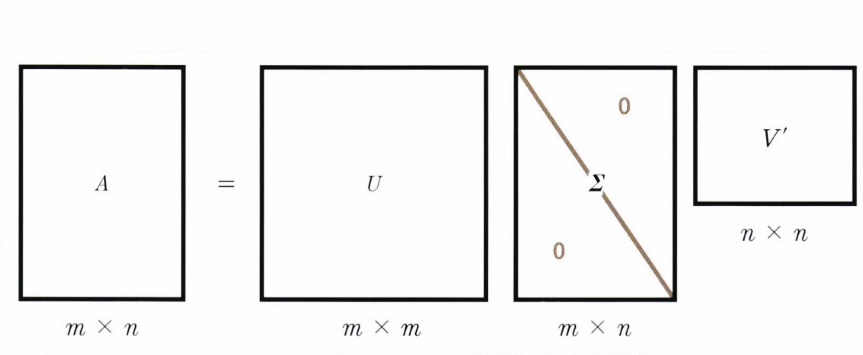 0
A = U Σ V′
0
n × n
m × n m × m m × n